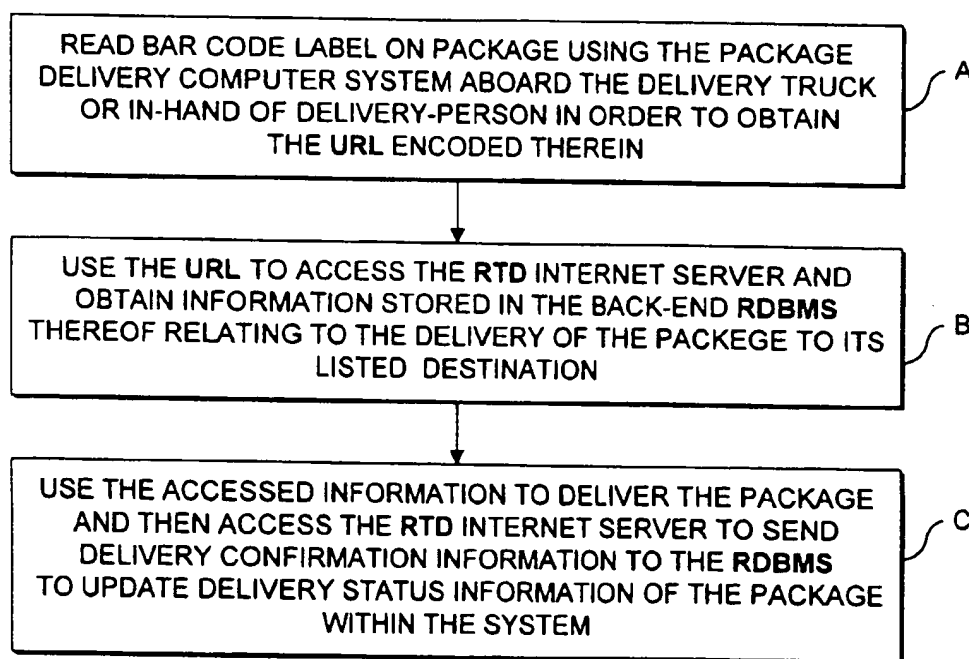 READ BAR CODE LABEL ON PACKAGE USING THE PACKAGE
DELIVERY COMPUTER SYSTEM ABOARD THE DELIVERY TRUCK
OR IN-HAND OF DELIVERY-PERSON IN ORDER TO OBTAIN
THE URL ENCODED THEREIN
A
USE THE URL TO ACCESS THE RTD INTERNET SERVER AND
OBTAIN INFORMATION STORED IN THE BACK-END RDBMS
THEREOF RELATING TO THE DELIVERY OF THE PACKEGE TO ITS
LISTED DESTINATION
B
USE THE ACCESSED INFORMATION TO DELIVER THE PACKAGE
AND THEN ACCESS THE RTD INTERNET SERVER TO SEND
DELIVERY CONFIRMATION INFORMATION TO THE RDBMS
TO UPDATE DELIVERY STATUS INFORMATION OF THE PACKAGE
WITHIN THE SYSTEM
C